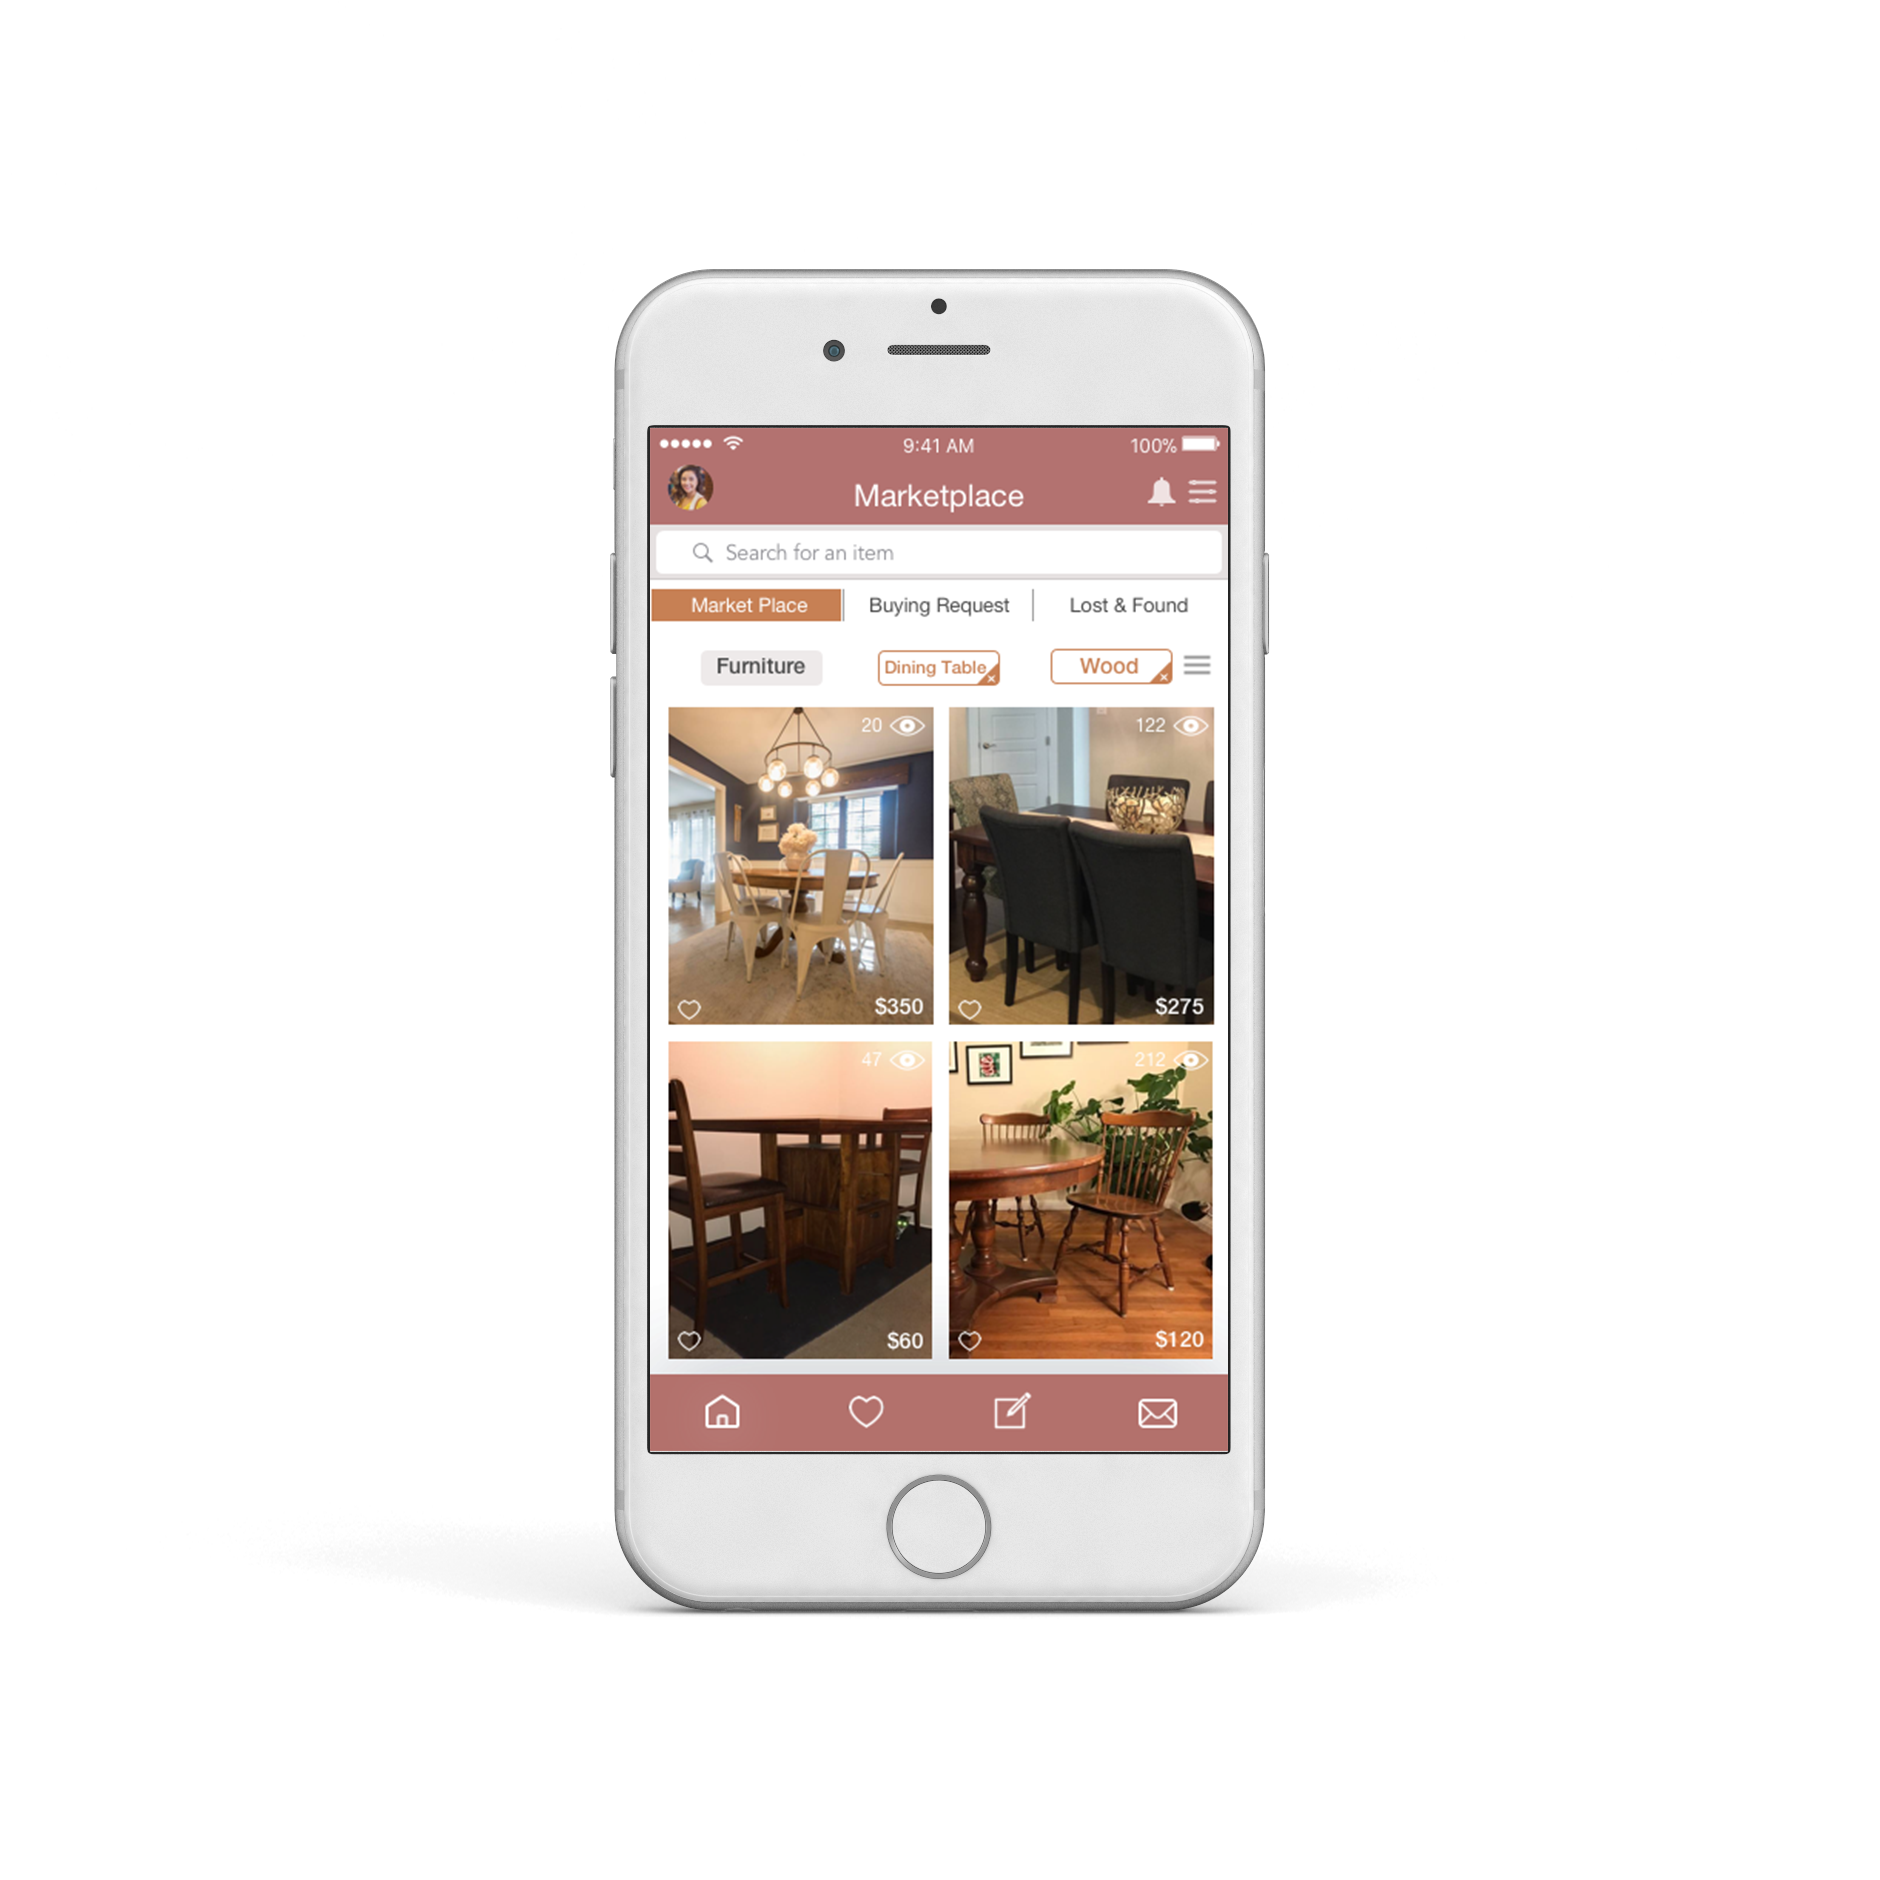 9:41 AM 100%
Marketplace
Search for an item
Market Place Buying Request Lost & Found
Furniture Dining Table Wood
20 122
$350 $275
47 212
$60 $120